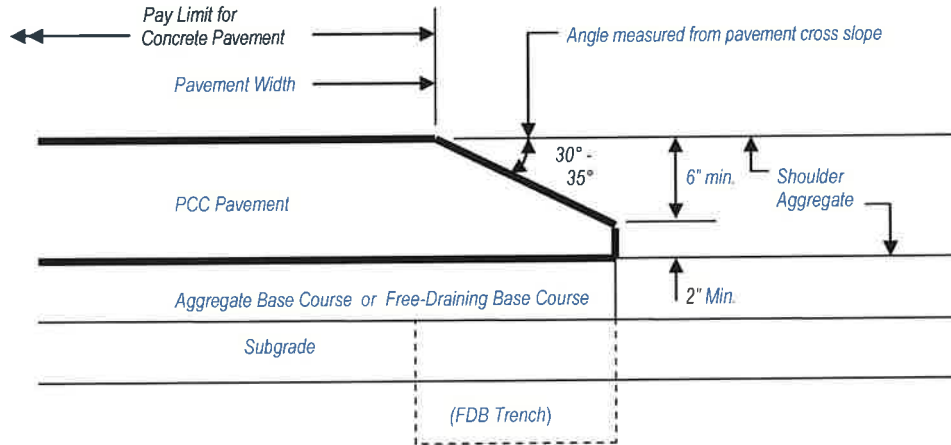 Pay Limit for
Concrete Pavement
Angle measured from pavement cross slope
Pavement Width
30° -
35°
6" min.
Shoulder
Aggregate
PCC Pavement
2" Min.
Aggregate Base Course or Free-Draining Base Course
Subgrade
(FDB Trench)